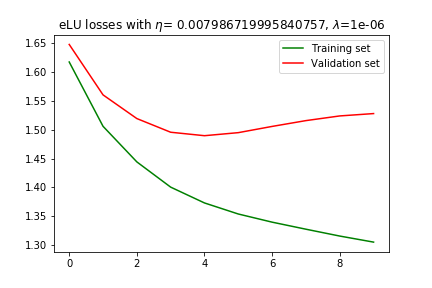 eLU losses with η= 0.007986719995840757, λ=1e-06
Training set
Validation set
1.65
1.60
1.55
1.50
1.45
1.40
1.35
1.30
0 2 4 6 8